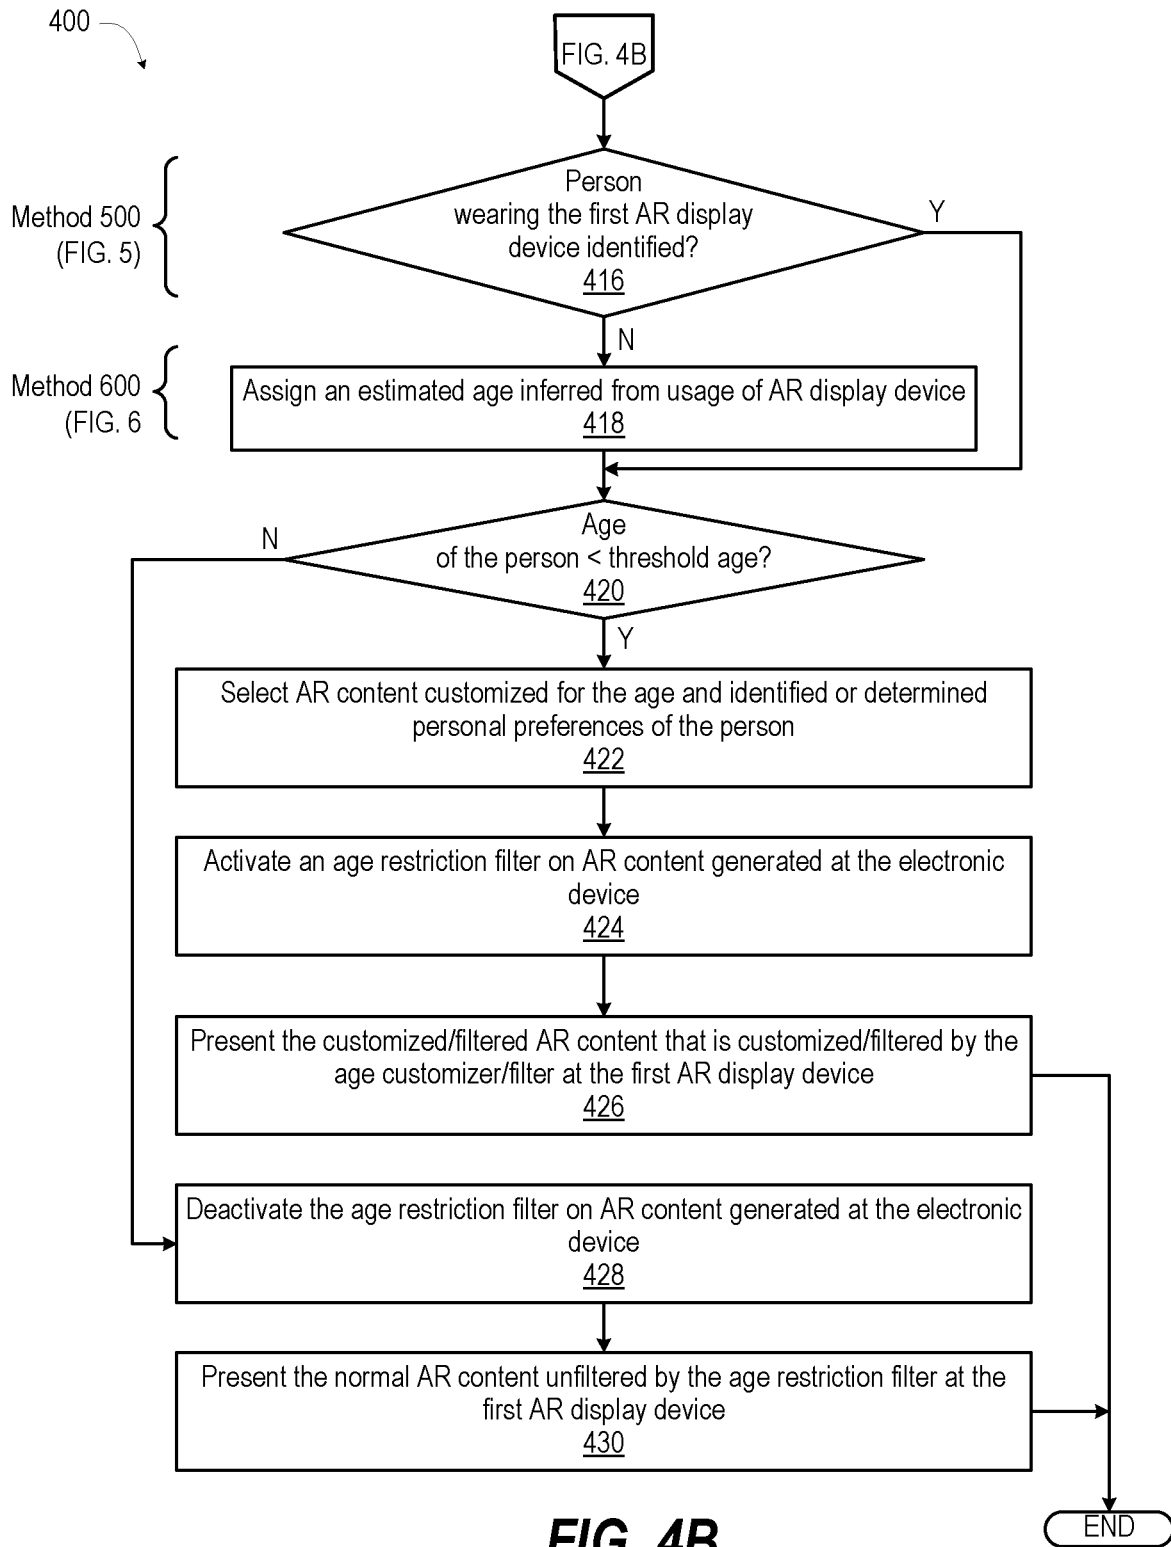 400
FIG. 4B
Person
wearing the first AR display
device identified?
416
Y
Method 500
(FIG. 5)
N
Method 600
(FIG. 6
Assign an estimated age inferred from usage of AR display device
418
Age
of the person < threshold age?
420
N
Y
Select AR content customized for the age and identified or determined
personal preferences of the person
422
Activate an age restriction filter on AR content generated at the electronic
device
424
Present the customized/filtered AR content that is customized/filtered by the
age customizer/filter at the first AR display device
426
Deactivate the age restriction filter on AR content generated at the electronic
device
428
Present the normal AR content unfiltered by the age restriction filter at the
first AR display device
430
END
FIG. 4B